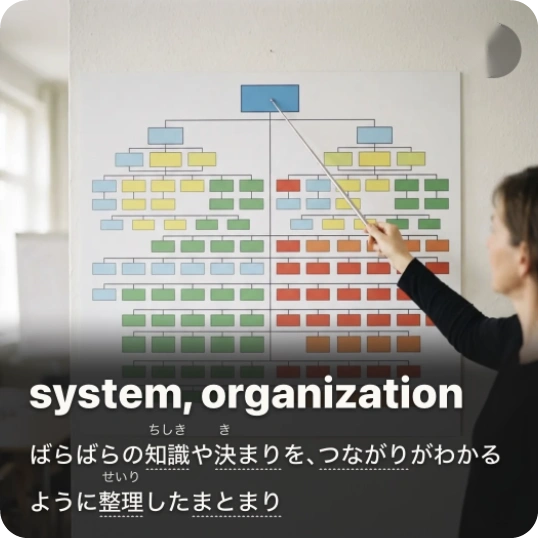 system, organization
ばらばらの知識や決まりを、つながりがわかる
ように整理したまとまり
ちしき
き
せいり